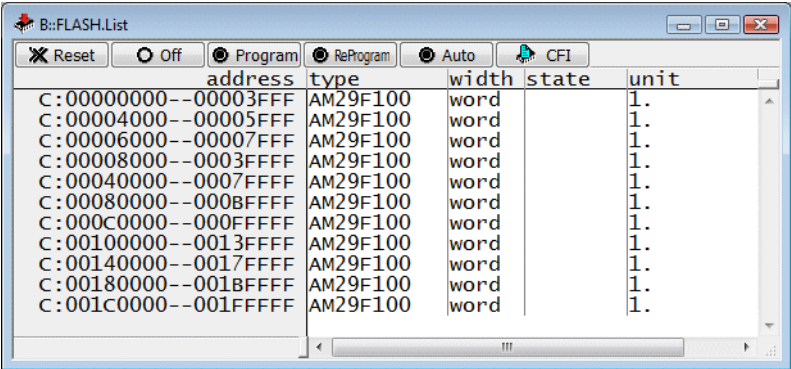 B::FLASH.List
Reset Off Program ReProgram Auto CFI
address type width state unit
C:00000000--00003FFF AM29F100 word 1.
C:00004000--00005FFF AM29F100 word 1.
C:00006000--00007FFF AM29F100 word 1.
C:00008000--0003FFFF AM29F100 word 1.
C:00040000--0007FFFF AM29F100 word 1.
C:00080000--000BFFFF AM29F100 word 1.
C:000C0000--000FFFFF AM29F100 word 1.
C:00100000--0013FFFF AM29F100 word 1.
C:00140000--0017FFFF AM29F100 word 1.
C:00180000--001BFFFF AM29F100 word 1.
C:001C0000--001FFFFF AM29F100 word 1.